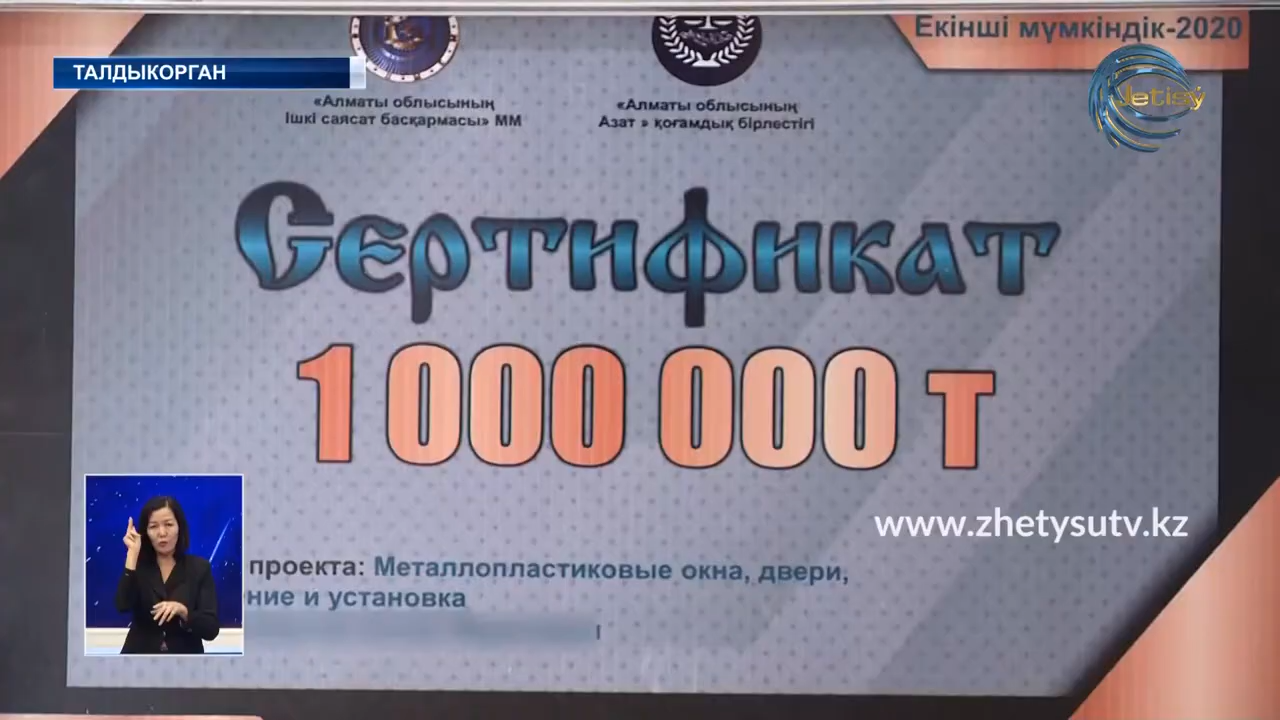 Екінші мүмкіндік-2020
ТАЛДЫКОРГАН
Jetisý
«Алматы облысының
Ішкі саясат басқармасы» ММ
«Алматы облысының
Азат » қоғамдық бірлестігі
Сертификат
1 000 000 т
www.zhetysutv.kz
проекта: Металлопластиковые окна, двери,
ние и установка